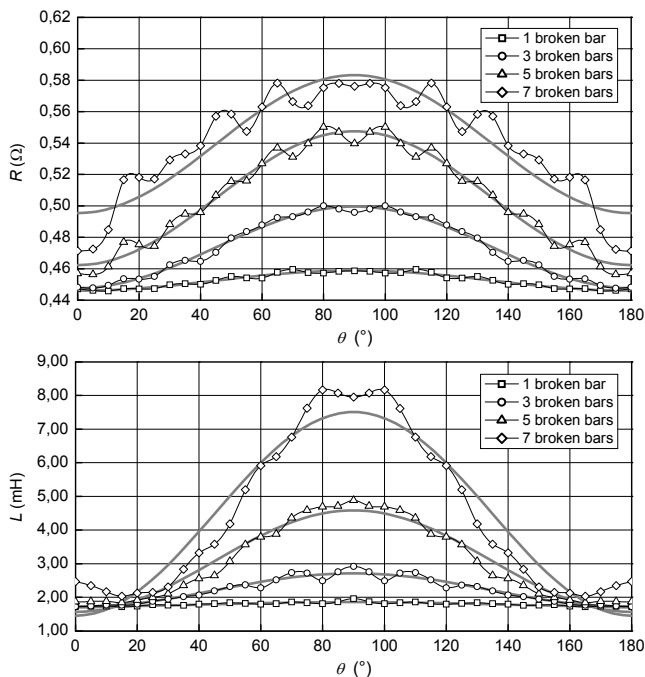 0,62
0,60
0,58
0,56
0,54
0,52
0,50
0,48
0,46
0,44
R (Ω)
1 broken bar
3 broken bars
5 broken bars
7 broken bars
0 20 40 60 80 100 120 140 160 180
θ (°)
9,00
8,00
7,00
6,00
5,00
4,00
3,00
2,00
1,00
L (mH)
1 broken bar
3 broken bars
5 broken bars
7 broken bars
0 20 40 60 80 100 120 140 160 180
θ (°)